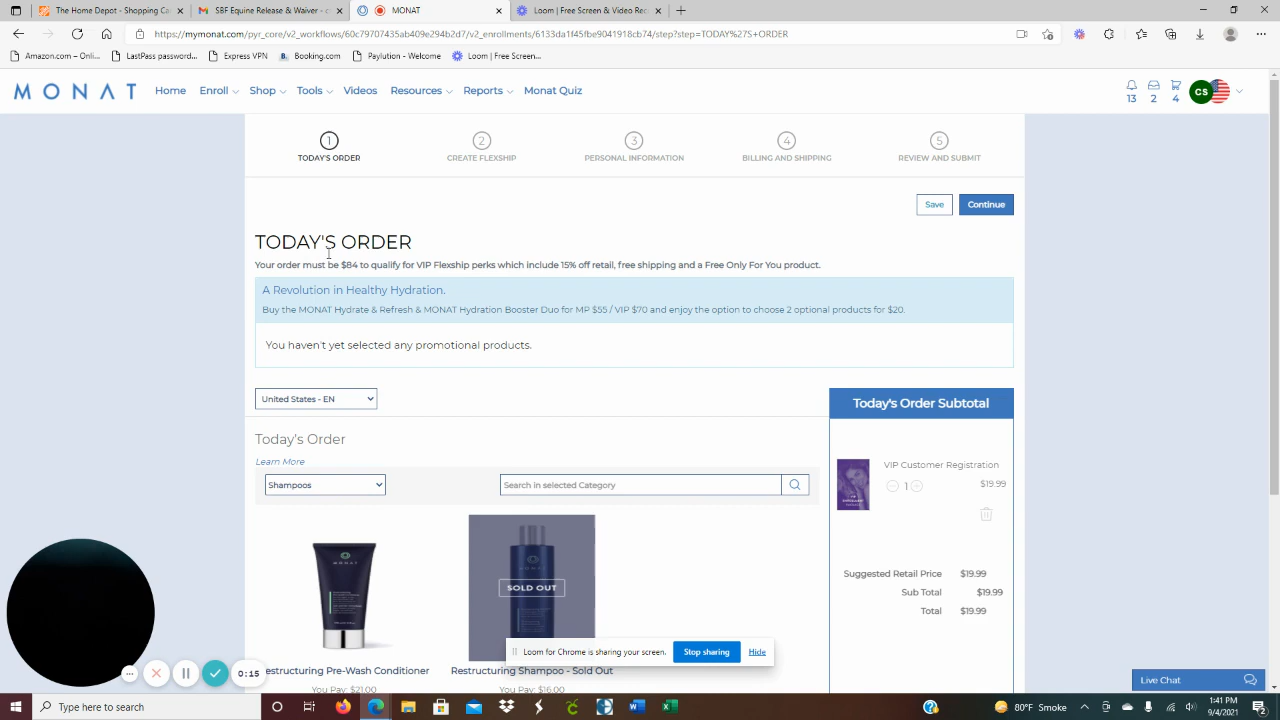 The Home Depot - Shopping Ca
SBF Equine Designs - search - eB
MONAT
Loom | Free Screen & Video Rec
https://mymonat.com/pyr_core/v2_workflows/60430765435ab409e294b2d7/v2_enrollments/6133da1f45fbe9041918cb74/step?step=TODAY%27S+ORDER
Amazon.com – Onli...
LastPass password...
Express VPN
Booking.com
Paylution - Welcome
Loom | Free Screen...
MONAT
Home
Enroll
Shop
Tools
Videos
Resources
Reports
Monat Quiz
13
2
4
CS
1
2
3
4
5
TODAY'S ORDER
CREATE FLEXSHIP
PERSONAL INFORMATION
BILLING AND SHIPPING
REVIEW AND SUBMIT
Save
Continue
TODAY'S ORDER
Your order must be $84 to qualify for VIP Flexship perks which include 15% off retail, free shipping and a Free Only For You product.
A Revolution in Healthy Hydration.
Buy the MONAT Hydrate & Refresh & MONAT Hydration Booster Duo for MP $55 / VIP $70 and enjoy the option to choose 2 optional products for $20.
You haven't yet selected any promotional products.
United States - EN
Today's Order Subtotal
Today's Order
Learn More
Shampoos
Search in selected Category
VIP Customer Registration
1
$19.99
MONAT
SOLD OUT
Suggested Retail Price $19.99
Sub Total $19.99
Total $19.99
Loom for Chrome is sharing your screen.
Stop sharing
Hide
0:15
estructuring Pre-Wash Conditioner
Restructuring Shampoo - Sold Out
You Pay: $21.00
You Pay: $16.00
Live Chat
Type here to search
80°F Smoke
1:41 PM
9/4/2021